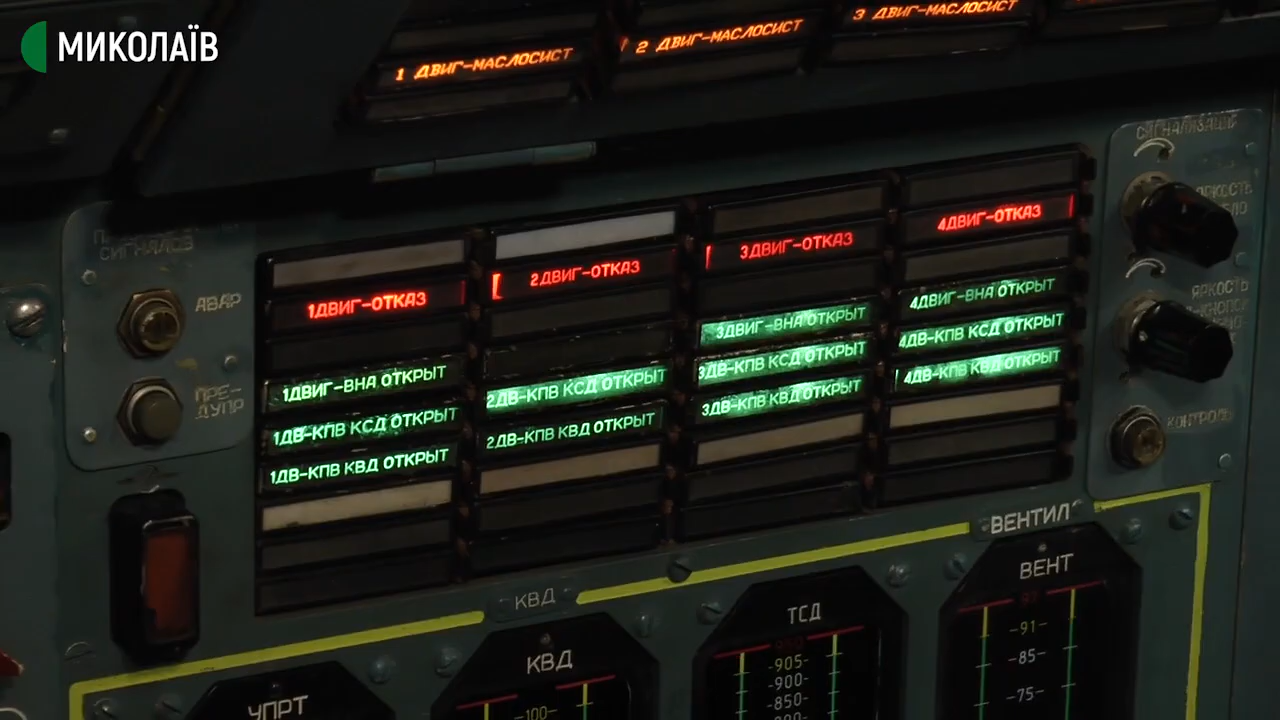 МИКОЛАЇВ
1 ДВИГ-МАСЛОСИСТ
2 ДВИГ-МАСЛОСИСТ
3 ДВИГ-МАСЛОСИСТ
СИГНАЛИЗАЦИИ
СИГНАЛОВ
АВАР
ПРЕ-
ДУПР
1ДВИГ-ОТКАЗ
2ДВИГ-ОТКАЗ
3ДВИГ-ОТКАЗ
4ДВИГ-ОТКАЗ
1ДВИГ-ВНА ОТКРЫТ
3ДВИГ-ВНА ОТКРЫТ
4ДВИГ-ВНА ОТКРЫТ
1ДВ-КПВ КСД ОТКРЫТ
2ДВ-КПВ КСД ОТКРЫТ
3ДВ-КПВ КСД ОТКРЫТ
4ДВ-КПВ КСД ОТКРЫТ
1ДВ-КПВ КВД ОТКРЫТ
2ДВ-КПВ КВД ОТКРЫТ
3ДВ-КПВ КВД ОТКРЫТ
4ДВ-КПВ КВД ОТКРЫТ
ЯРКОСТЬ
ЯРКОСТЬ
КОНТРОЛЬ
КВД
ВЕНТИЛ
УПРТ
КВД
-100-
ТСД
-905-
-900-
-850-
ВЕНТ
-91-
-85-
-75-